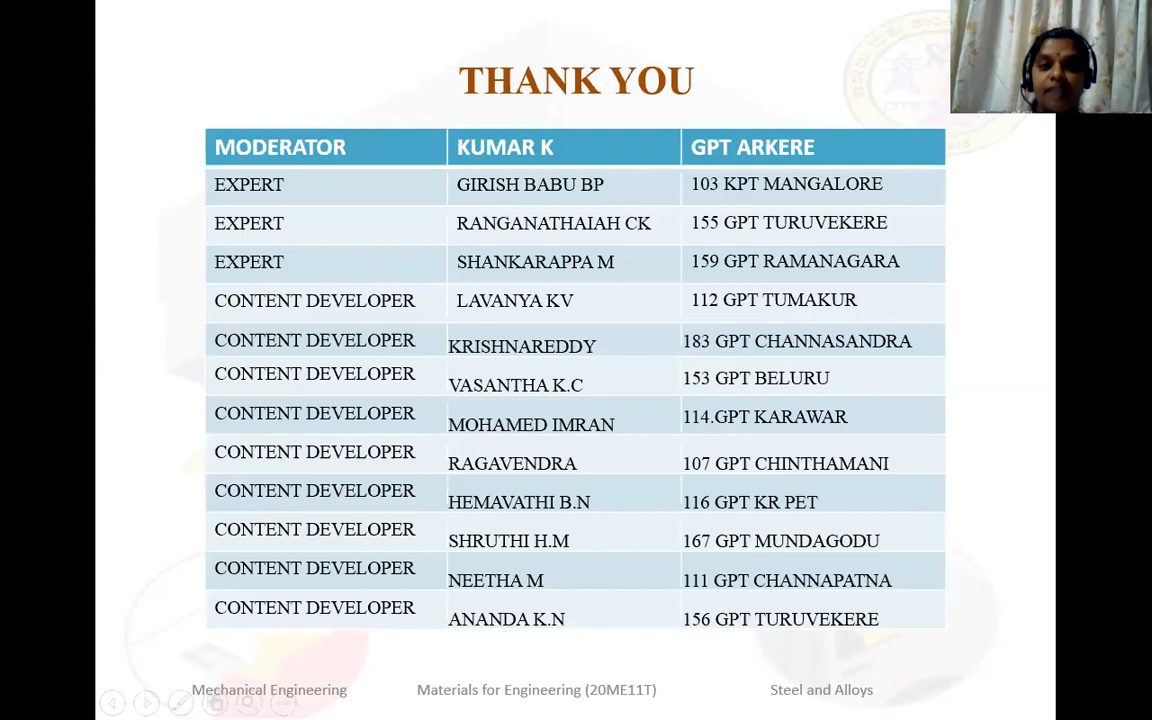 THANK YOU
MODERATOR KUMAR K GPT ARKERE
EXPERT GIRISH BABU BP 103 KPT MANGALORE
EXPERT RANGANATHAIAH CK 155 GPT TURUVEKERE
EXPERT SHANKARAPPA M 159 GPT RAMANAGARA
CONTENT DEVELOPER LAVANYA KV 112 GPT TUMAKUR
CONTENT DEVELOPER KRISHNAREDDY 183 GPT CHANNASANDRA
CONTENT DEVELOPER VASANTHA K.C 153 GPT BELURU
CONTENT DEVELOPER MOHAMED IMRAN 114.GPT KARAWAR
CONTENT DEVELOPER RAGAVENDRA 107 GPT CHINTHAMANI
CONTENT DEVELOPER HEMAVATHI B.N 116 GPT KR PET
CONTENT DEVELOPER SHRUTHI H.M 167 GPT MUNDAGODU
CONTENT DEVELOPER NEETHA M 111 GPT CHANNAPATNA
CONTENT DEVELOPER ANANDA K.N 156 GPT TURUVEKERE
Mechanical Engineering Materials for Engineering (20ME11T) Steel and Alloys